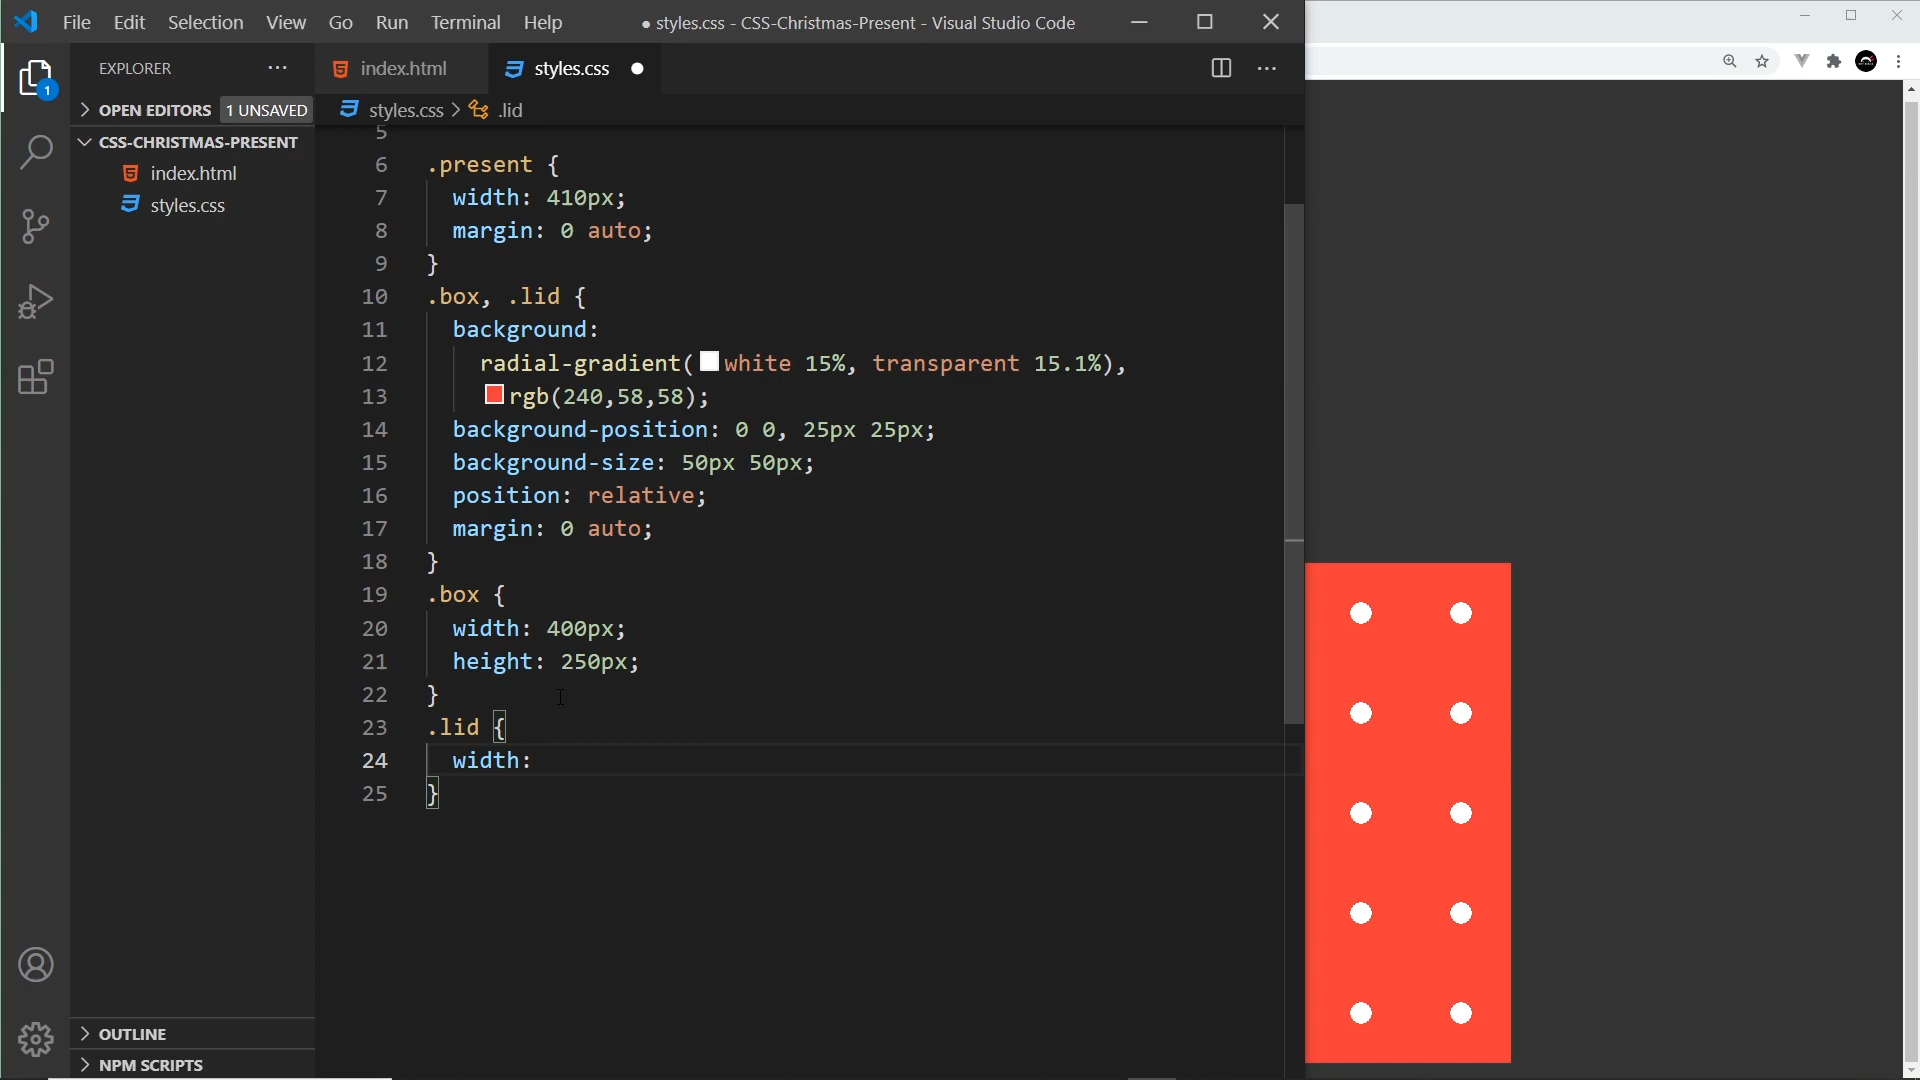 File Edit Selection View Go Run Terminal Help
● styles.css - CSS-Christmas-Present - Visual Studio Code
EXPLORER
index.html
styles.css
1
OPEN EDITORS 1 UNSAVED
styles.css > .lid
CSS-CHRISTMAS-PRESENT
index.html
styles.css
5
6 .present {
7 width: 410px;
8 margin: 0 auto;
9 }
10 .box, .lid {
11 background:
12 radial-gradient(white 15%, transparent 15.1%),
13 rgb(240,58,58);
14 background-position: 0 0, 25px 25px;
15 background-size: 50px 50px;
16 position: relative;
17 margin: 0 auto;
18 }
19 .box {
20 width: 400px;
21 height: 250px;
22 }
23 .lid {
24 width:
25 }
OUTLINE
NPM SCRIPTS